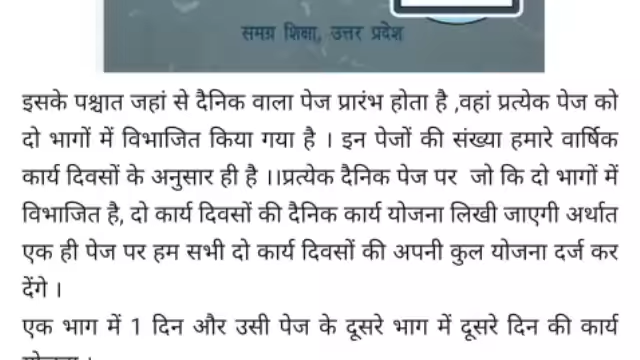 समग्र शिक्षा, उत्तर प्रदेश
इसके पश्चात जहां से दैनिक वाला पेज प्रारंभ होता है ,वहां प्रत्येक पेज को
दो भागों में विभाजित किया गया है । इन पेजों की संख्या हमारे वार्षिक
कार्य दिवसों के अनुसार ही है ।।प्रत्येक दैनिक पेज पर जो कि दो भागों में
विभाजित है, दो कार्य दिवसों की दैनिक कार्य योजना लिखी जाएगी अर्थात
एक ही पेज पर हम सभी दो कार्य दिवसों की अपनी कुल योजना दर्ज कर
देंगे ।
एक भाग में 1 दिन और उसी पेज के दूसरे भाग में दूसरे दिन की कार्य